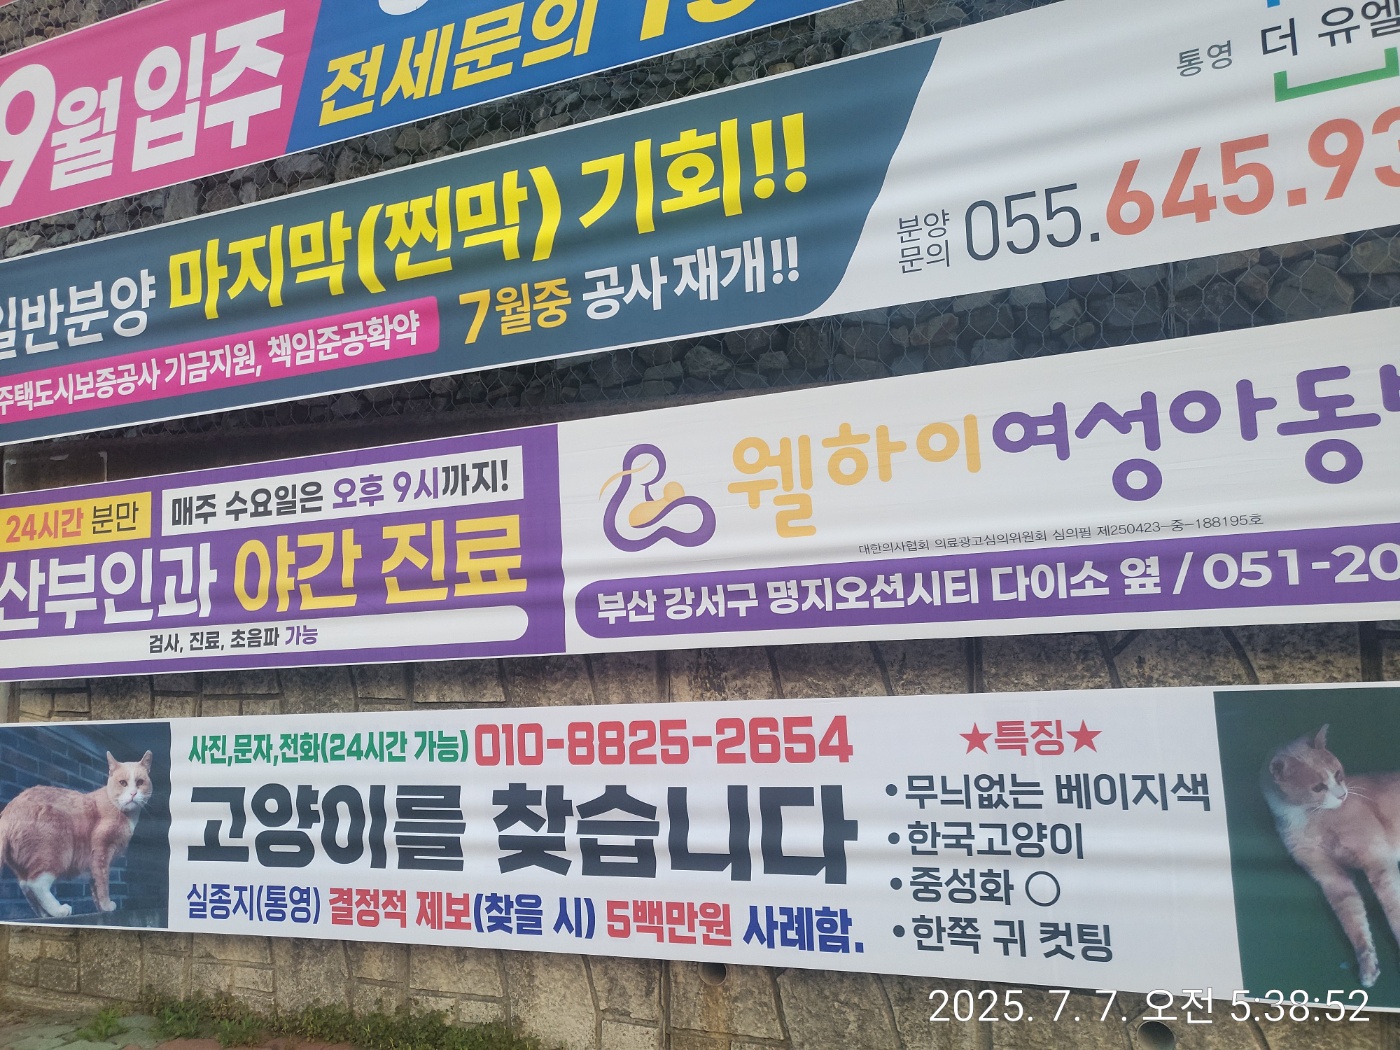 9월입주
전세문의
통영 더 유엘
일반분양 마지막(찐막) 기회!!
주택도시보증공사 기금지원, 책임준공확약
7월중 공사 재개!!
분양
문의
055.645.93
24시간 분만
매주 수요일은 오후 9시까지!
산부인과 야간 진료
검사, 진료, 초음파 가능
웰하이여성아동
대한의사협회 의료광고심의위원회 심의필 제250423-중-188195호
부산 강서구 명지오션시티 다이소 옆 / 051-20
사진,문자,전화(24시간 가능) 010-8825-2654
고양이를 찾습니다
실종지(통영) 결정적 제보(찾을 시) 5백만원 사례함.
★특징★
• 무늬없는 베이지색
• 한국고양이
• 중성화 ○
• 한쪽 귀 컷팅
2025. 7. 7. 오전 5:38:52